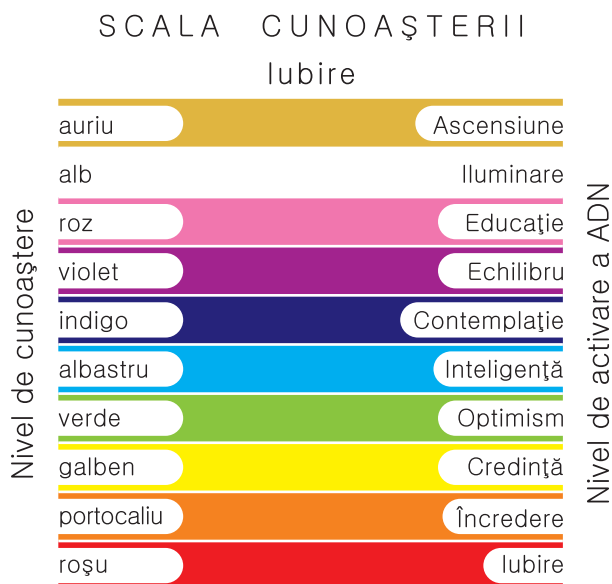 SCALA CUNOAŞTERII
Iubire
auriu Ascensiune
alb Iluminare
roz Educaţie
violet Echilibru
indigo Contemplaţie
albastru Inteligenţă
verde Optimism
galben Credinţă
portocaliu Încredere
roşu Iubire
Nivel de cunoaştere
Nivel de activare a ADN